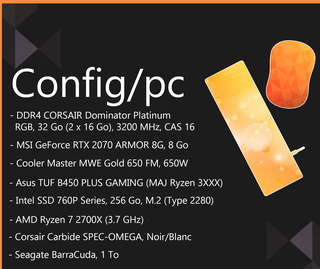 Config/pc
- DDR4 CORSAIR Dominator Platinum
RGB, 32 Go (2 x 16 Go), 3200 MHz, CAS 16
- MSI GeForce RTX 2070 ARMOR 8G, 8 Go
- Cooler Master MWE Gold 650 FM, 650W
- Asus TUF B450 PLUS GAMING (MAJ Ryzen 3XXX)
- Intel SSD 760P Series, 256 Go, M.2 (Type 2280)
- AMD Ryzen 7 2700X (3.7 GHz)
- Corsair Carbide SPEC-OMEGA, Noir/Blanc
- Seagate BarraCuda, 1 To